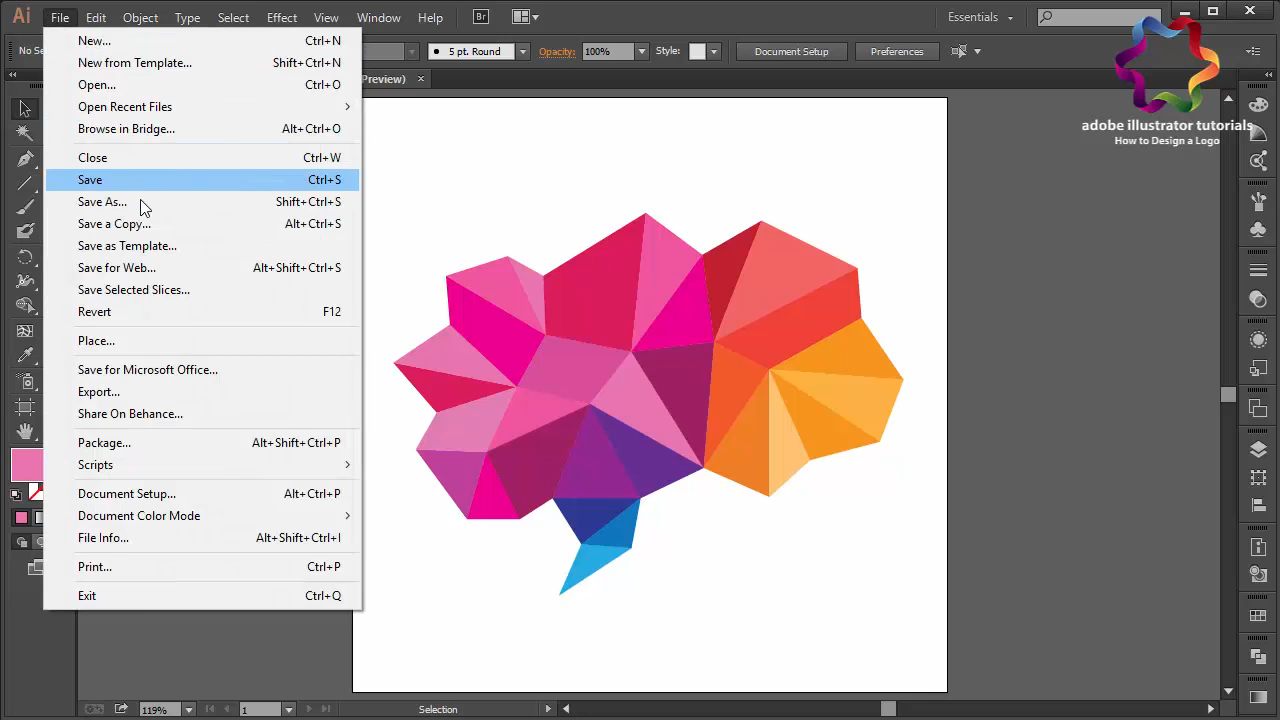 Ai File Edit Object Type Select Effect View Window Help Br Essentials
No Se 5 pt. Round Opacity: 100% Style: Document Setup Preferences
Preview) ×
New... Ctrl+N
New from Template... Shift+Ctrl+N
Open... Ctrl+O
Open Recent Files
Browse in Bridge... Alt+Ctrl+O
Close Ctrl+W
Save Ctrl+S
Save As... Shift+Ctrl+S
Save a Copy... Alt+Ctrl+S
Save as Template...
Save for Web... Alt+Shift+Ctrl+S
Save Selected Slices...
Revert F12
Place...
Save for Microsoft Office...
Export...
Share On Behance...
Package... Alt+Shift+Ctrl+P
Scripts
Document Setup... Alt+Ctrl+P
Document Color Mode
File Info... Alt+Shift+Ctrl+I
Print... Ctrl+P
Exit Ctrl+Q
adobe illustrator tutorials
How to Design a Logo
119% 1 Selection